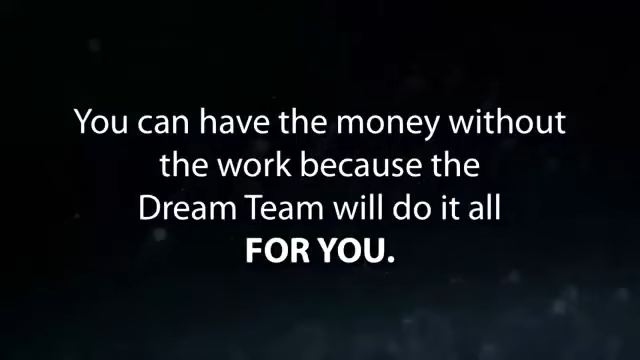 You can have the money without
the work because the
Dream Team will do it all
FOR YOU.